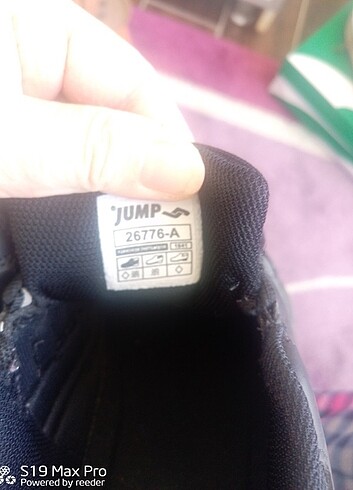 JUMP
26776-A
S19 Max Pro
Powered by reeder